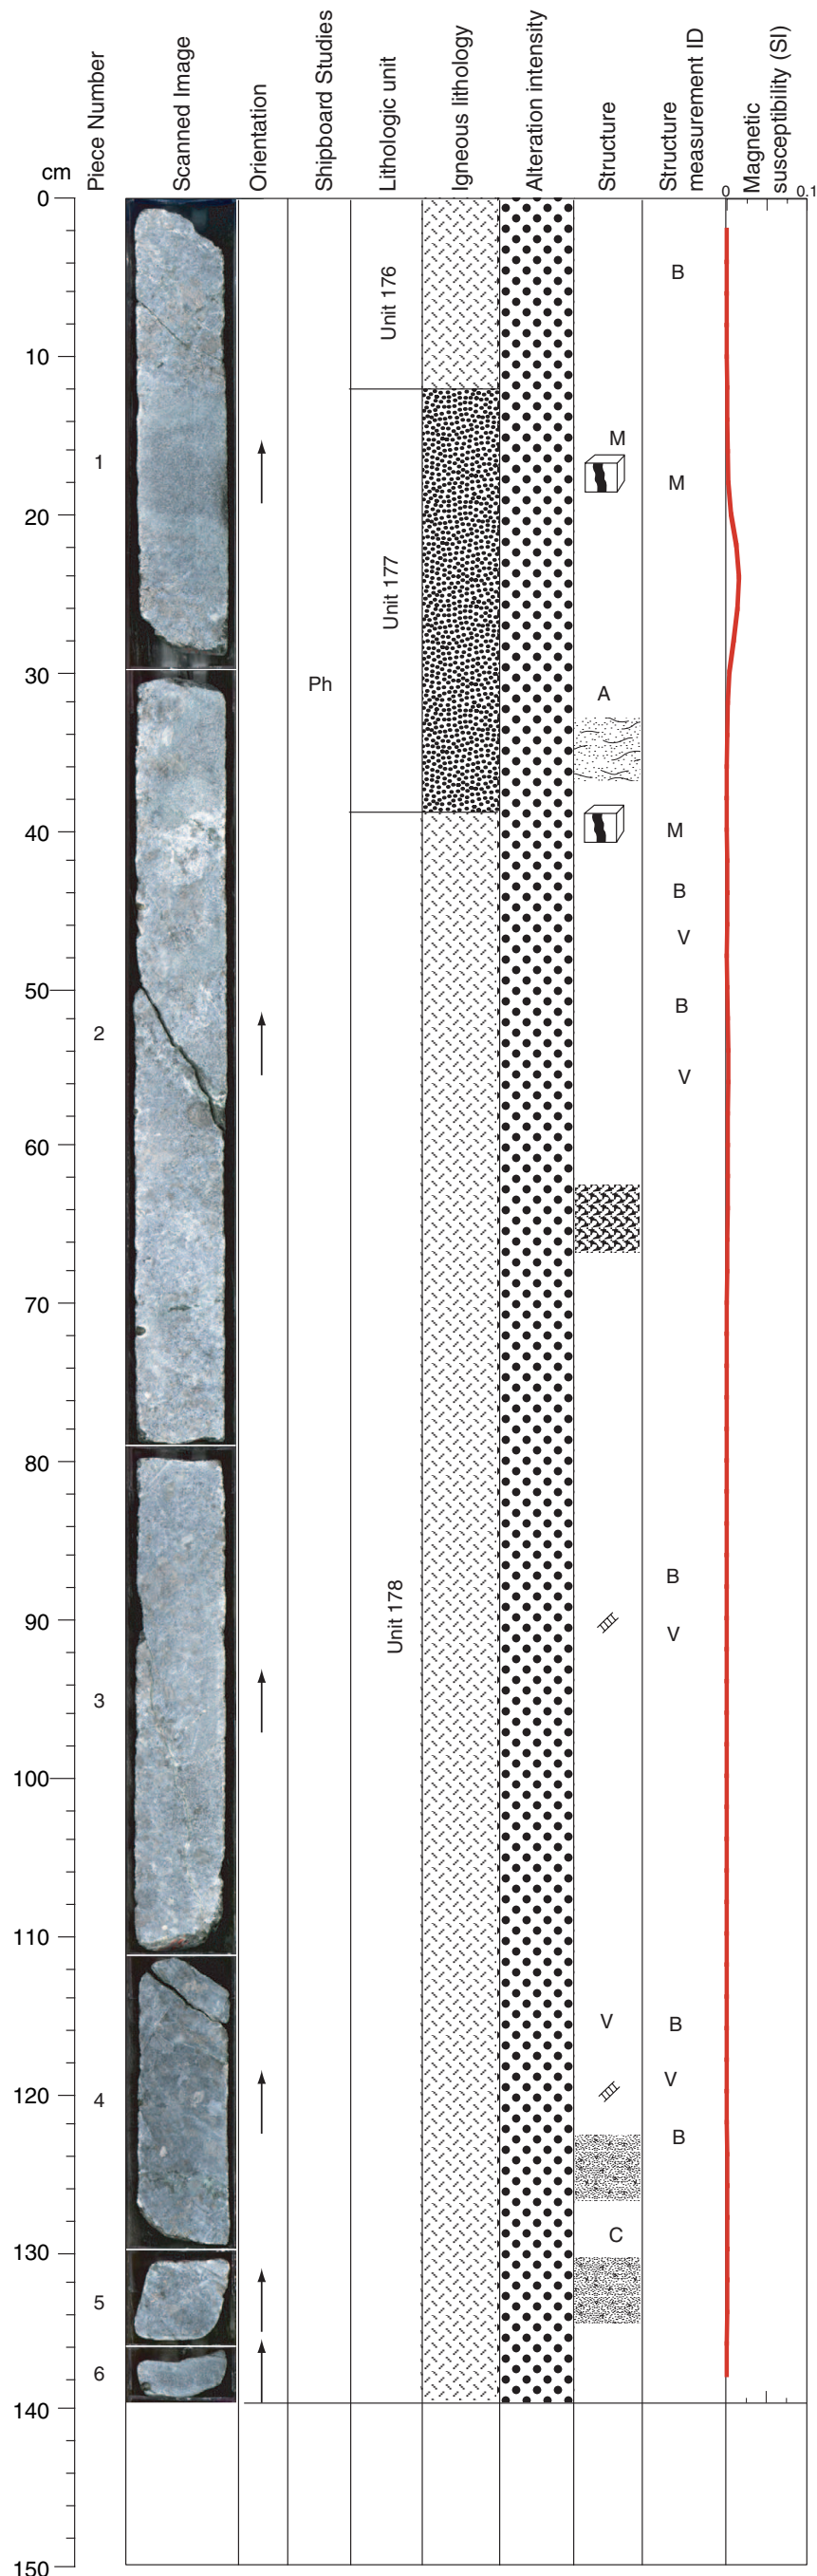 cm
Piece Number
Scanned Image
Orientation
Shipboard Studies
Lithologic unit
Igneous lithology
Alteration intensity
Structure
Structure
measurement ID
Magnetic
susceptibility (SI)
0 0.1
0
Unit 176
B
10
M
1
M
20
Unit 177
30
Ph
A
40
M
B
V
50
B
2
V
60
70
80
B
Unit 178
90
V
3
100
110
V
B
V
120
4
B
C
130
5
6
140
150